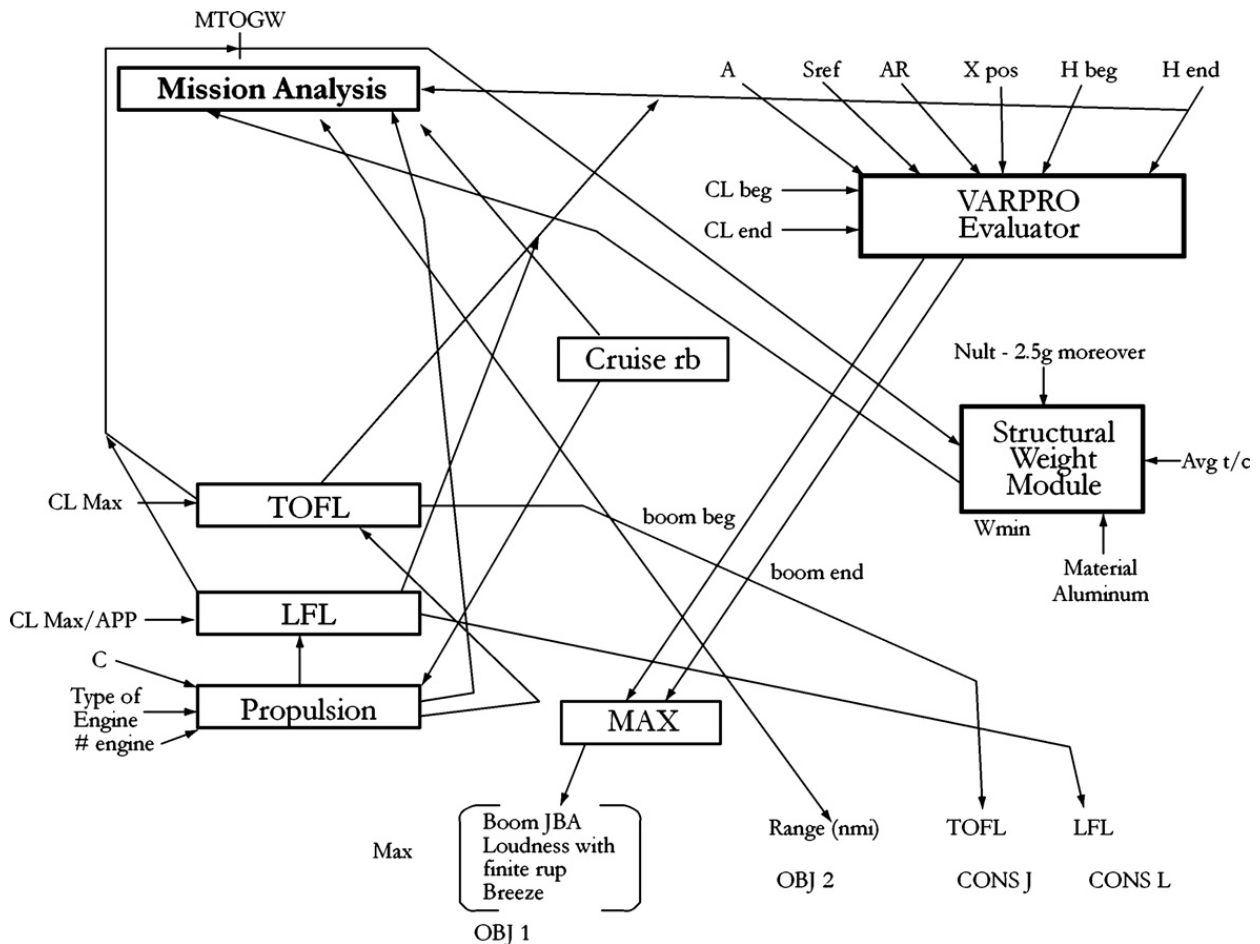 MTOGW
Mission Analysis
A
Sref
AR
X pos
H beg
H end
CL beg
CL end
VARPRO
Evaluator
Cruise rb
Nult - 2.5g moreover
Structural
Weight
Module
Avg t/c
Wmin
Material
Aluminum
CL Max
TOFL
boom beg
boom end
CL Max/APP
LFL
C
Type of
Engine
# engine
Propulsion
MAX
Max
Boom JBA
Loudness with
finite rup
Breeze
OBJ 1
Range (nmi)
OBJ 2
TOFL
CONS J
LFL
CONS L